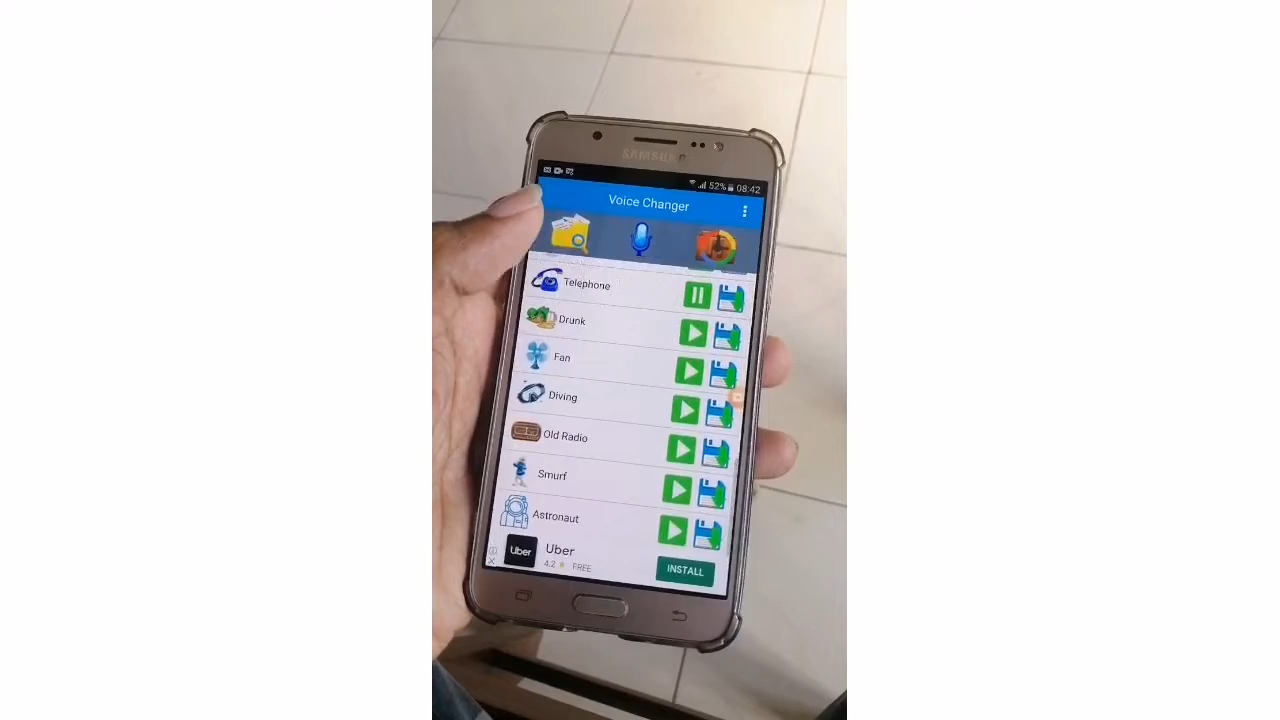 SAMSUNG
52% 08:42
Voice Changer
Telephone
Drunk
Fan
Diving
Old Radio
Smurf
Astronaut
Uber
Uber
4.2 FREE
INSTALL